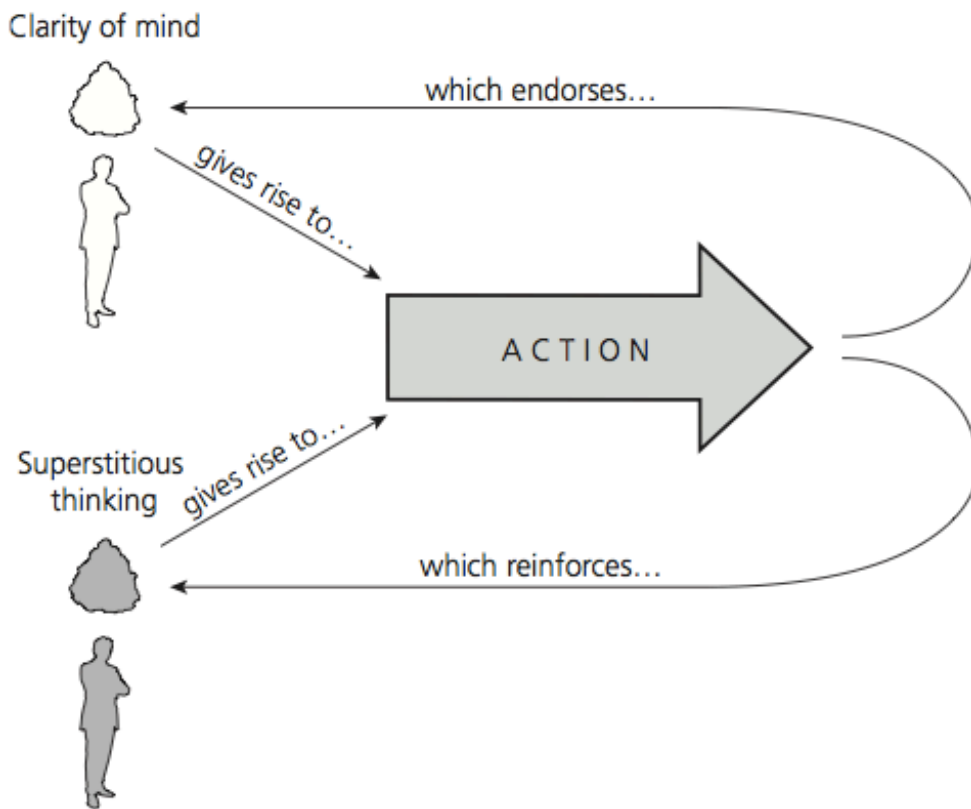 Clarity of mind
which endorses...
gives rise to...
ACTION
gives rise to...
Superstitious
thinking
which reinforces...